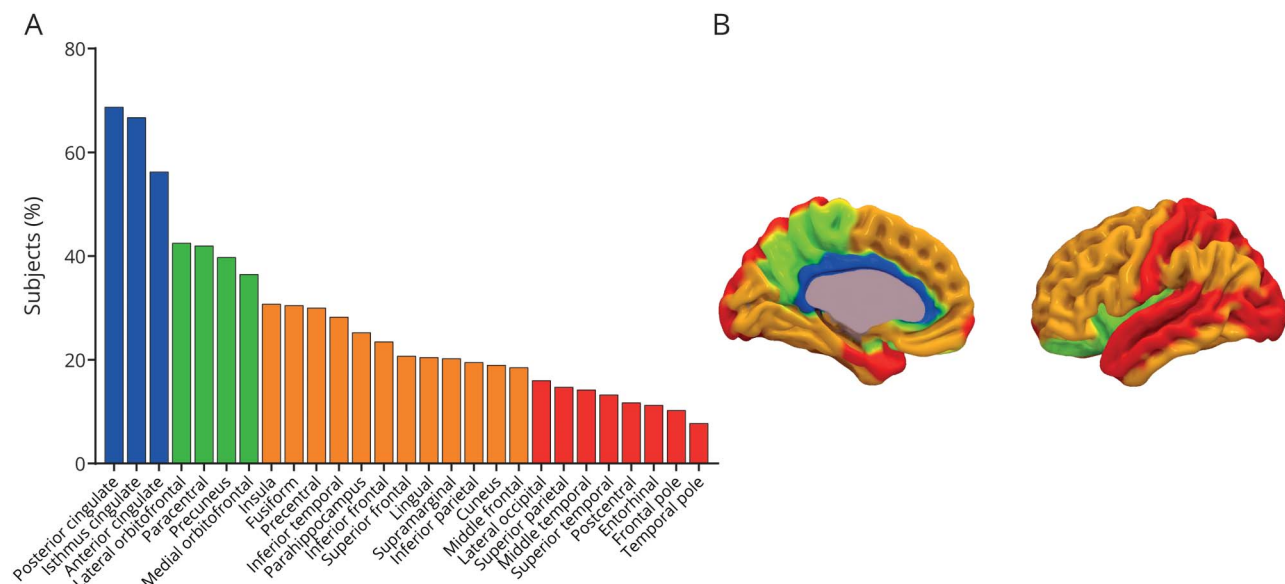 A
B
Subjects (%)
80
60
40
20
0
Posterior cingulate
Isthmus cingulate
Anterior cingulate
Lateral orbitofrontal
Paracentral
Precuneus
Medial orbitofrontal
Insula
Fusiform
Precentral
Inferior temporal
Parahippocampus
Inferior frontal
Superior frontal
Lingual
Supramarginal
Inferior parietal
Cuneus
Middle frontal
Lateral occipital
Superior parietal
Middle temporal
Superior temporal
Postcentral
Entorhinal
Frontal pole
Temporal pole